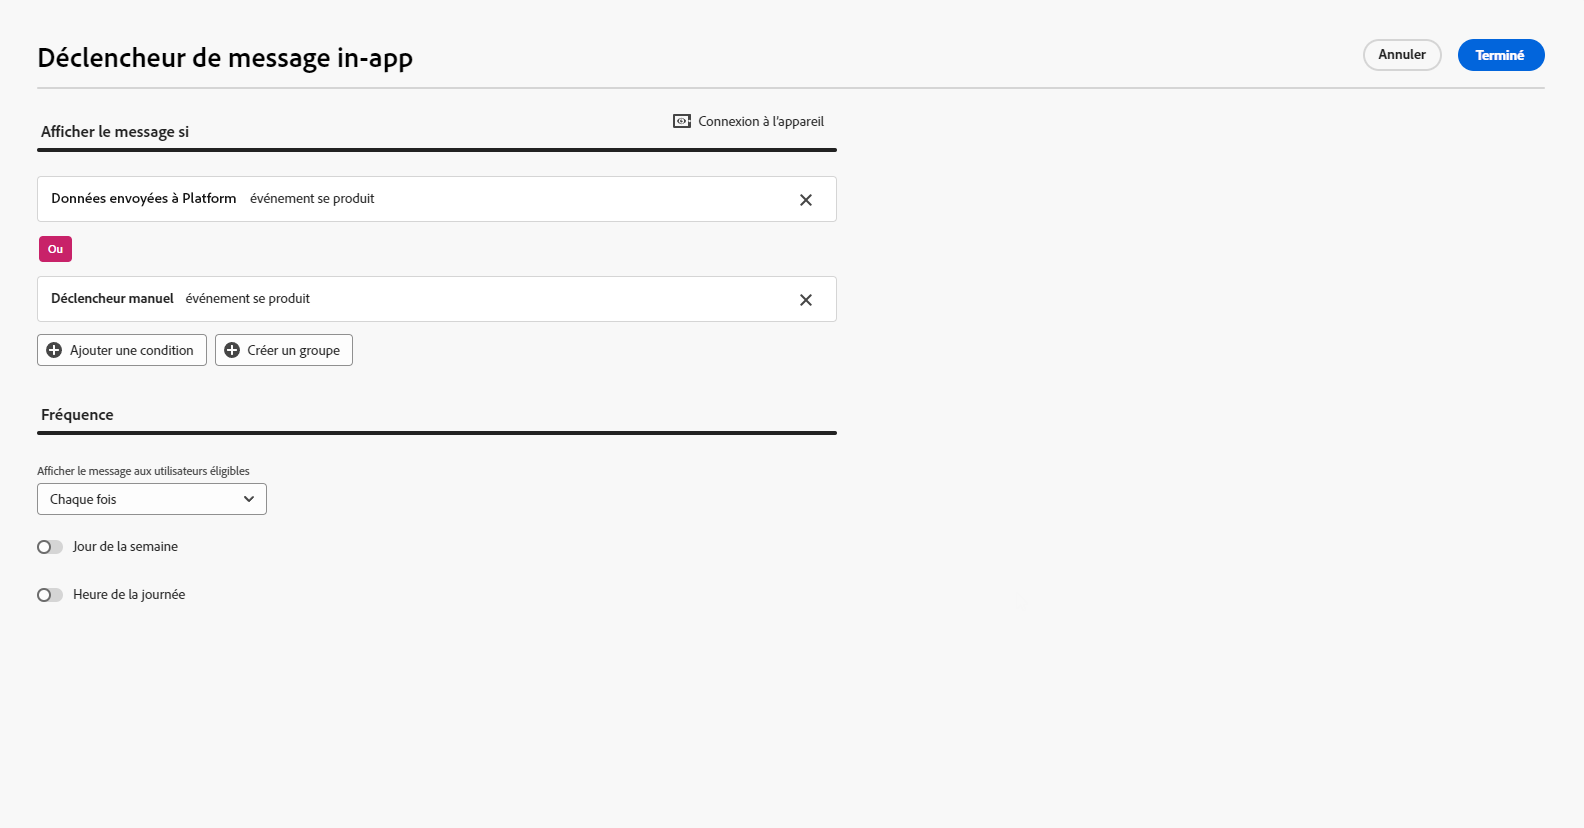 Déclencheur de message in-app
Annuler
Terminé
Afficher le message si
Connexion à l'appareil
Données envoyées à Platform événement se produit
Ou
Déclencheur manuel événement se produit
Ajouter une condition
Créer un groupe
Fréquence
Afficher le message aux utilisateurs éligibles
Chaque fois
Jour de la semaine
Heure de la journée